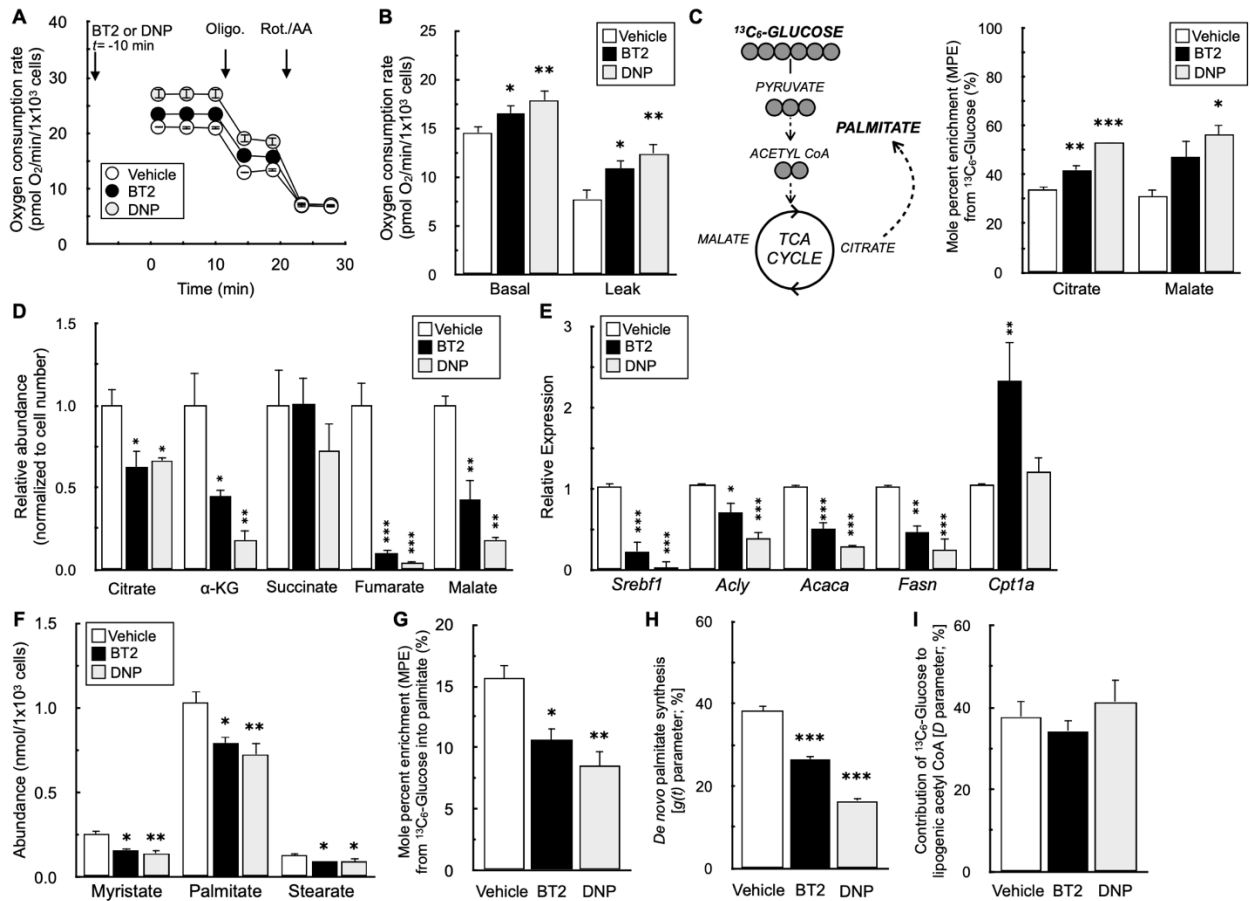 A
BT2 or DNP
t= -10 min
Oligo.
Rot./AA
Oxygen consumption rate
(pmol O₂/min/1x10³ cells)
40
30
20
10
0
Vehicle
BT2
DNP
0
10
20
30
Time (min)
B
Oxygen consumption rate
(pmol O₂/min/1x10³ cells)
25
20
15
10
5
0
Vehicle
BT2
DNP
*
**
*
**
Basal
Leak
C.
¹³C₆-GLUCOSE
PYRUVATE
ACETYL CoA
PALMITATE
MALATE
TCA
CYCLE
CITRATE
Mole percent enrichment (MPE)
from ¹³C₆-Glucose (%)
100
80
60
40
20
0
Vehicle
BT2
DNP
**
***
*
Citrate
Malate
D
Relative abundance
(normalized to cell number)
1.5
1.0
0.5
0.0
Vehicle
BT2
DNP
*
*
*
**
***
***
**
**
Citrate
α-KG
Succinate
Fumarate
Malate
E
Relative Expression
3
2
1
0
Vehicle
BT2
DNP
***
***
*
***
***
***
**
***
**
Srebf1
Acly
Acaca
Fasn
Cpt1a
F
Abundance (nmol/1x10³ cells)
1.5
1.0
0.5
0.0
Vehicle
BT2
DNP
*
**
*
**
*
*
Myristate
Palmitate
Stearate
G
Mole percent enrichment (MPE)
from ¹³C₆-Glucose into palmitate (%)
20
15
10
5
0
*
**
Vehicle
BT2
DNP
H
De novo palmitate synthesis
[g(t) parameter; %]
60
40
20
0
***
***
Vehicle
BT2
DNP
I
Contribution of ¹³C₆-Glucose to
lipogenic acetyl CoA [D parameter; %]
60
40
20
0
Vehicle
BT2
DNP